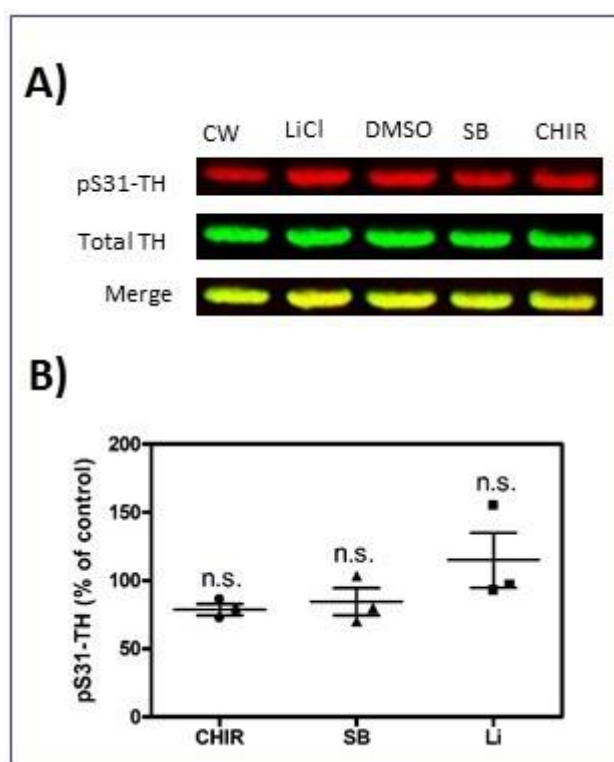 A)
CW LiCl DMSO SB CHIR
pS31-TH
Total TH
Merge
B)
pS31-TH (% of control)
200
150
100
50
0
n.s.
n.s.
n.s.
CHIR SB Li